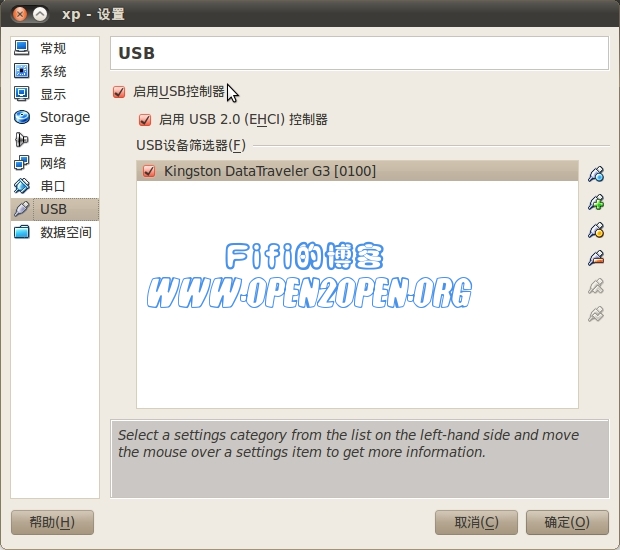 xp - 设置
常规
系统
显示
Storage
声音
网络
串口
USB
数据空间
USB
启用USB控制器
启用 USB 2.0 (EHCI) 控制器
USB设备筛选器(F)
Kingston DataTraveler G3 [0100]
Fifi的博客
WWW.OPEN2OPEN.ORG
Select a settings category from the list on the left-hand side and move
the mouse over a settings item to get more information.
帮助(H)
取消(C)
确定(O)